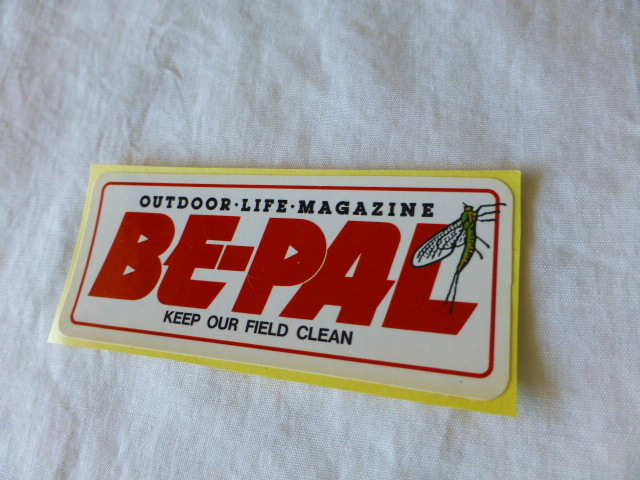 OUTDOOR·LIFE·MAGAZINE
BE-PAL
KEEP OUR FIELD CLEAN